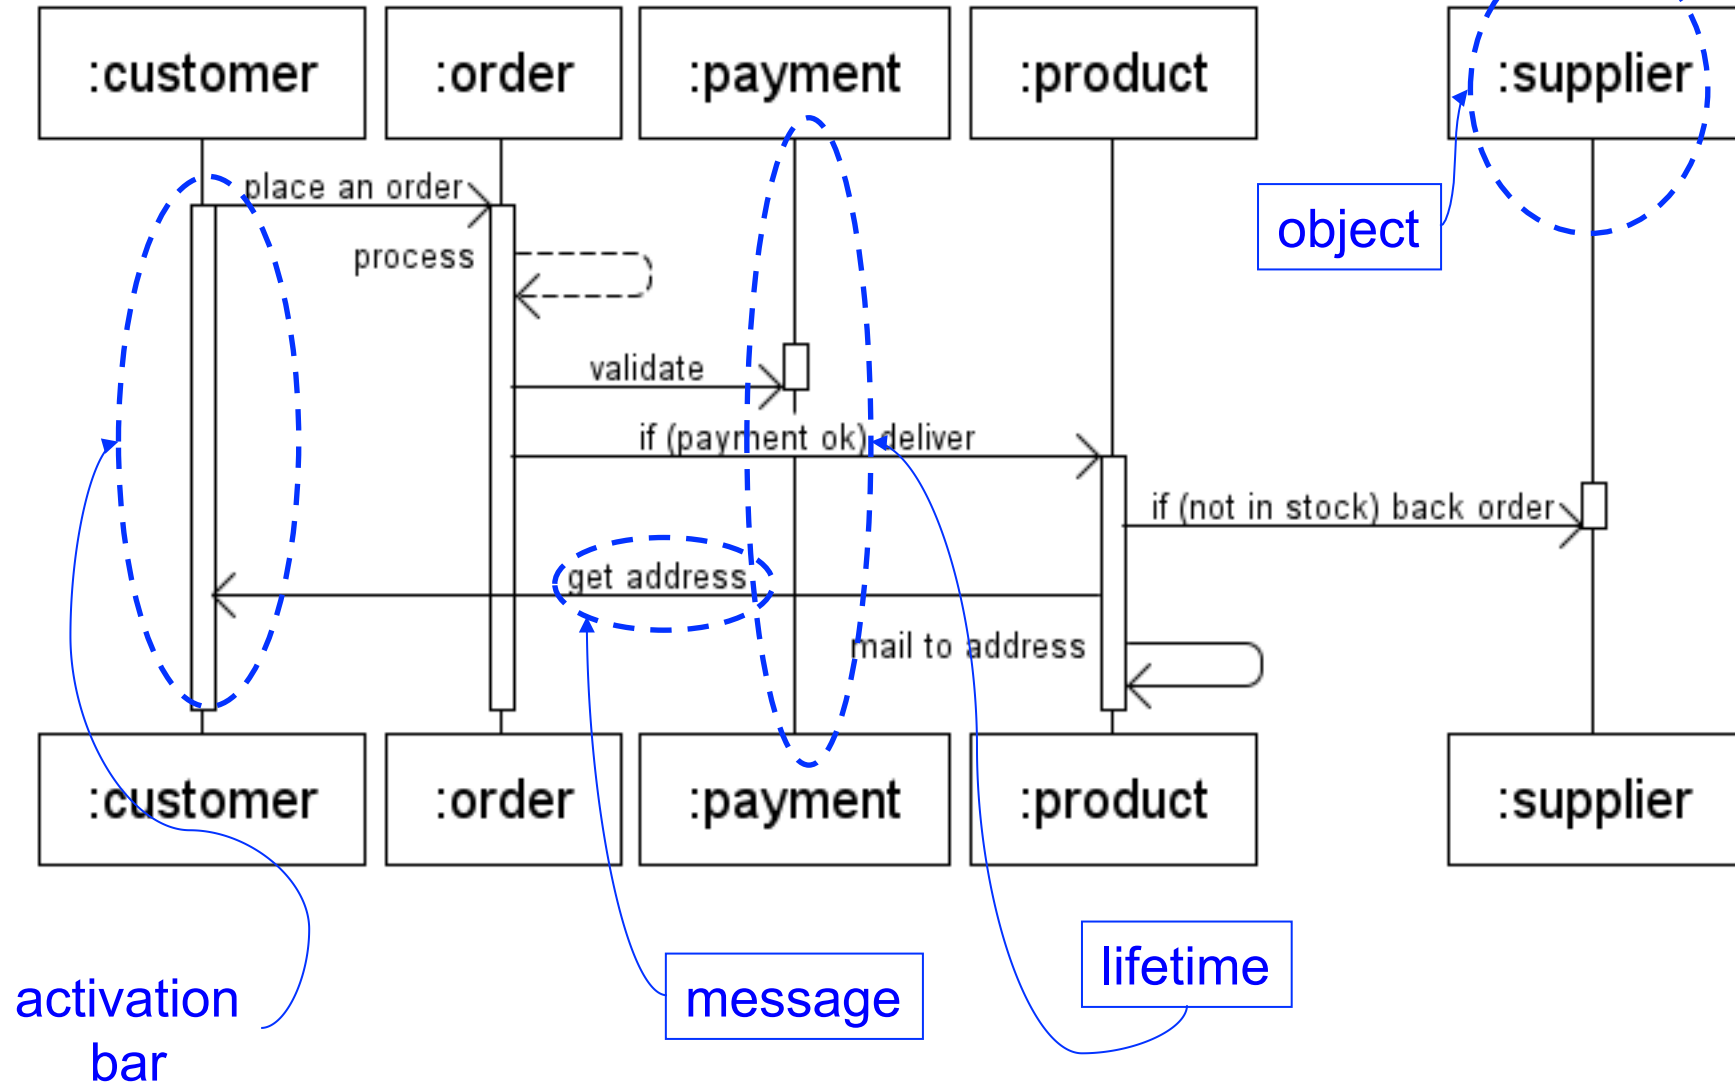 :customer
:order
:payment
:product
:supplier
place an order
object
process
validate
if (payment ok) deliver
if (not in stock) back order
get address
mail to address
:customer
:order
:payment
:product
:supplier
activation
bar
message
lifetime